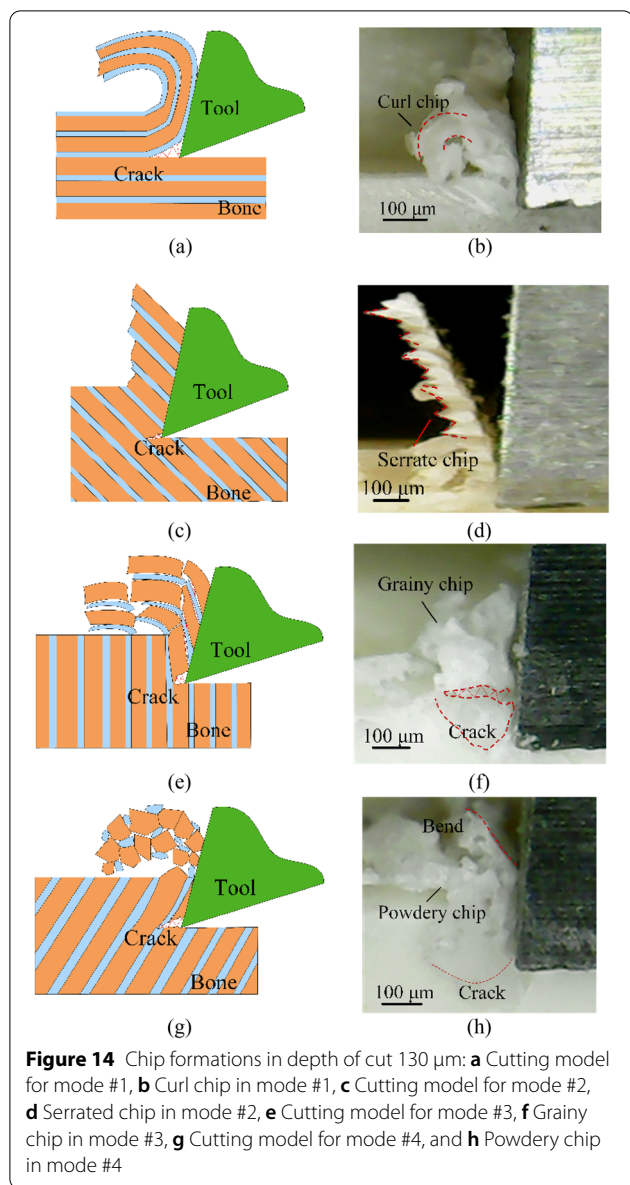 Tool
Crack
Bone
(a)
Curl chip
100 μm
(b)
Tool
Crack
Bone
(c)
Serrate chip
100 μm
(d)
Tool
Crack
Bone
(e)
Grainy chip
Crack
100 μm
(f)
Tool
Crack
Bone
(g)
Bend
Powdery chip
100 μm
Crack
(h)
Figure 14 Chip formations in depth of cut 130 μm: a Cutting model
for mode #1, b Curl chip in mode #1, c Cutting model for mode #2,
d Serrated chip in mode #2, e Cutting model for mode #3, f Grainy
chip in mode #3, g Cutting model for mode #4, and h Powdery chip
in mode #4